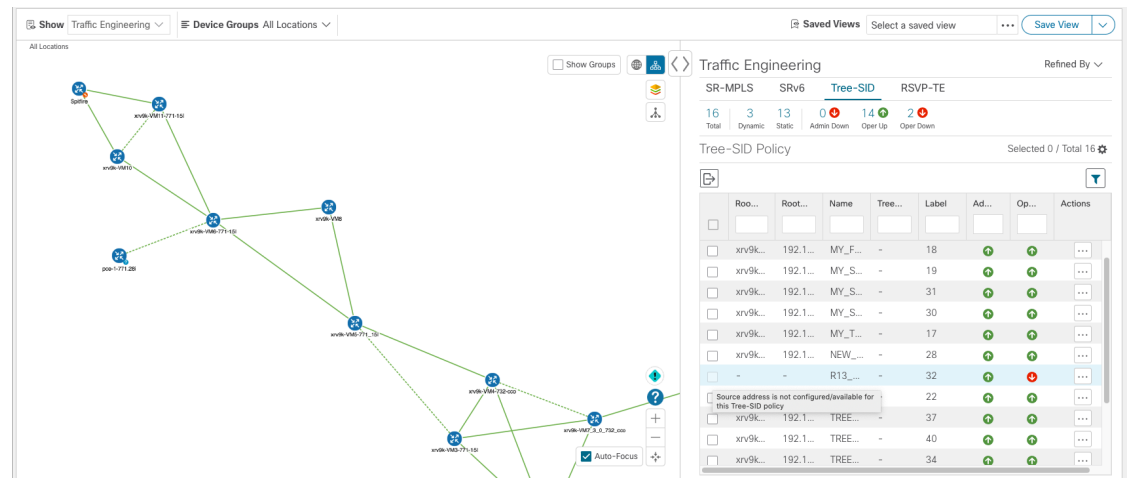 Show Traffic Engineering Device Groups All Locations Saved Views Select a saved view ... Save View
All Locations
Show Groups
Spitfire
xrv9k-VM11-771-15i
xrv9k-VM10
xrv9k-VM8
xrv9k-VM6-771-15i
pce-1-771.28i
xrv9k-VM5-771_15i
xrv9k-VM4-732-cco
xrv9k-VM7_3_0_732_cco
xrv9k-VM3-771-15i
?
Auto-Focus
Traffic Engineering Refined By
SR-MPLS SRv6 Tree-SID RSVP-TE
16 3 13 0 14 2
Total Dynamic Static Admin Down Oper Up Oper Down
Tree-SID Policy Selected 0 / Total 16
Roo... Root... Name Tree... Label Ad... Op... Actions
xrv9k... 192.1... MY_F... - 18 ...
xrv9k... 192.1... MY_S... - 19 ...
xrv9k... 192.1... MY_S... - 31 ...
xrv9k... 192.1... MY_S... - 30 ...
xrv9k... 192.1... MY_T... - 17 ...
xrv9k... 192.1... NEW_... - 28 ...
- - R13_... - 32 ...
Source address is not configured/available for
this Tree-SID policy
- 22 ...
xrv9k... 192.1... TREE... - 37 ...
xrv9k... 192.1... TREE... - 40 ...
xrv9k... 192.1... TREE... - 34 ...